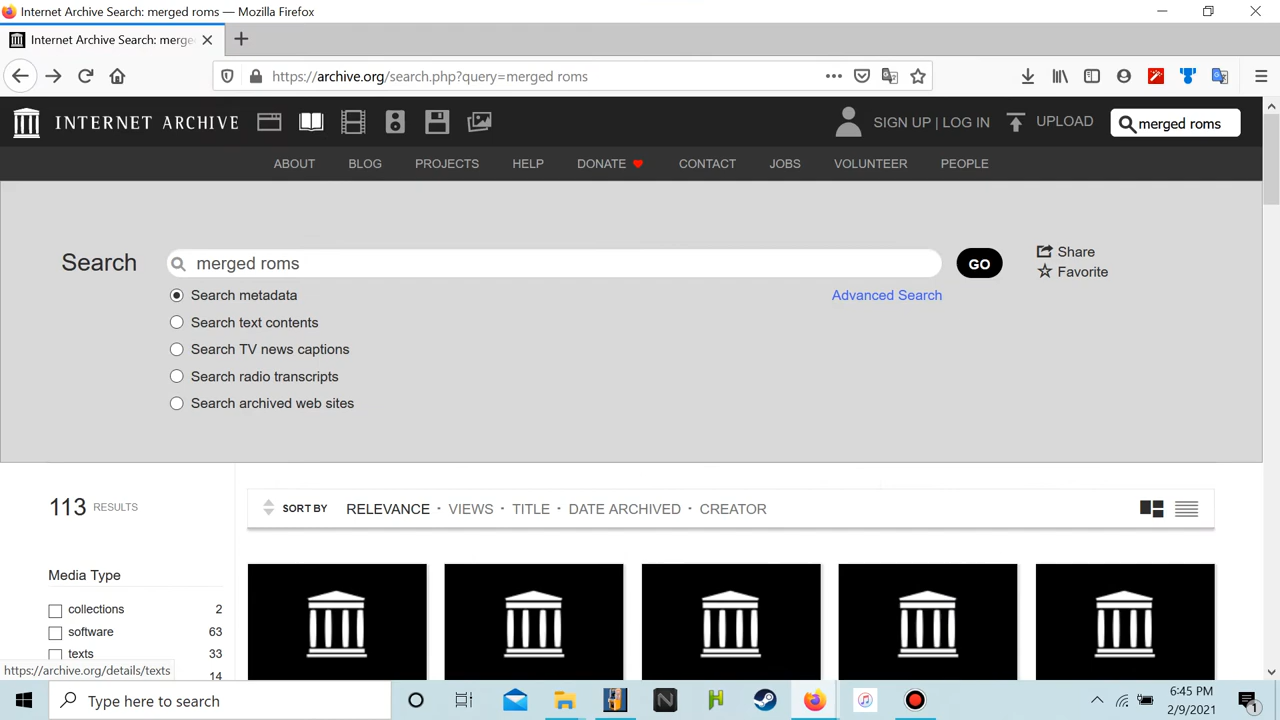 Internet Archive Search: merged roms — Mozilla Firefox
Internet Archive Search: merge
https://archive.org/search.php?query=merged roms
INTERNET ARCHIVE
SIGN UP | LOG IN
UPLOAD
merged roms
ABOUT BLOG PROJECTS HELP DONATE CONTACT JOBS VOLUNTEER PEOPLE
Search
merged roms
GO
Share
Favorite
Search metadata
Advanced Search
Search text contents
Search TV news captions
Search radio transcripts
Search archived web sites
113 RESULTS
SORT BY RELEVANCE · VIEWS · TITLE · DATE ARCHIVED · CREATOR
Media Type
collections 2
software 63
texts 33
14
https://archive.org/details/texts
Type here to search
6:45 PM
2/9/2021
1